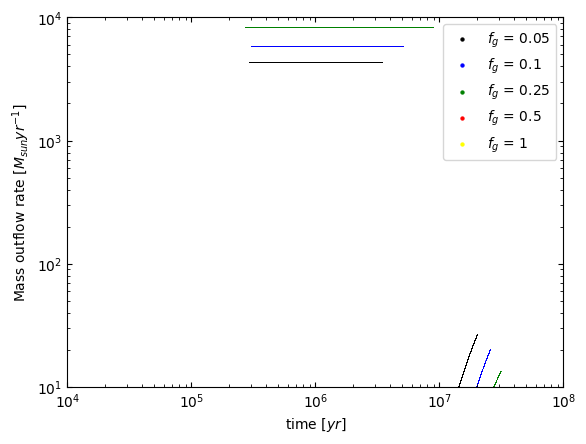 10^4
10^3
10^2
10^1
Mass outflow rate [M_{sun}yr^{-1}]
f_g = 0.05
f_g = 0.1
f_g = 0.25
f_g = 0.5
f_g = 1
10^4 10^5 10^6 10^7 10^8
time [yr]